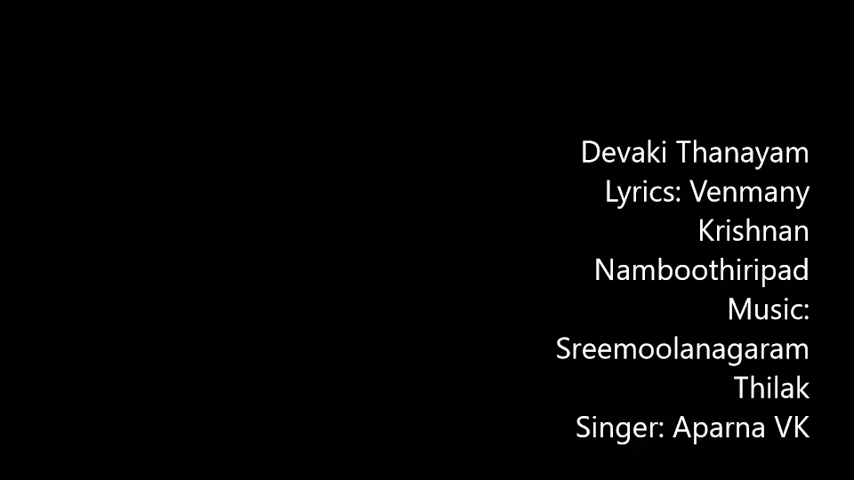 Devaki Thanayam
Lyrics: Venmany
Krishnan
Namboothiripad
Music:
Sreemoolanagaram
Thilak
Singer: Aparna VK